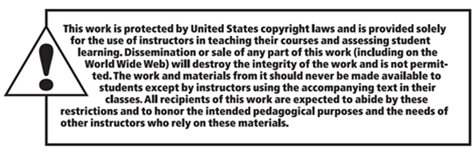 This work is protected by United States copyright laws and is provided solely
for the use of instructors in teaching their courses and assessing student
learning. Dissemination or sale of any part of this work (including on the
World Wide Web) will destroy the integrity of the work and is not permit-
ted. The work and materials from it should never be made available to
students except by instructors using the accompanying text in their
classes. All recipients of this work are expected to abide by these
restrictions and to honor the intended pedagogical purposes and the needs of
other instructors who rely on these materials.